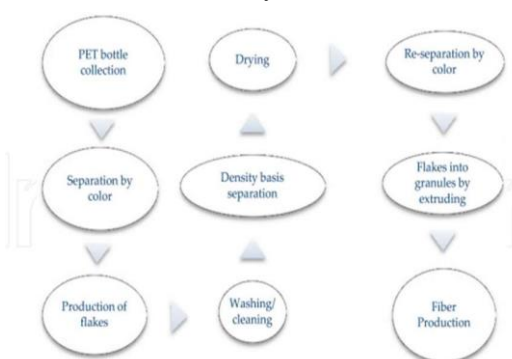 PET bottle
collection
Separation by
color
Production of
flakes
Washing/
cleaning
Density basis
separation
Drying
Re-separation by
color
Flakes into
granules by
extruding
Fiber
Production